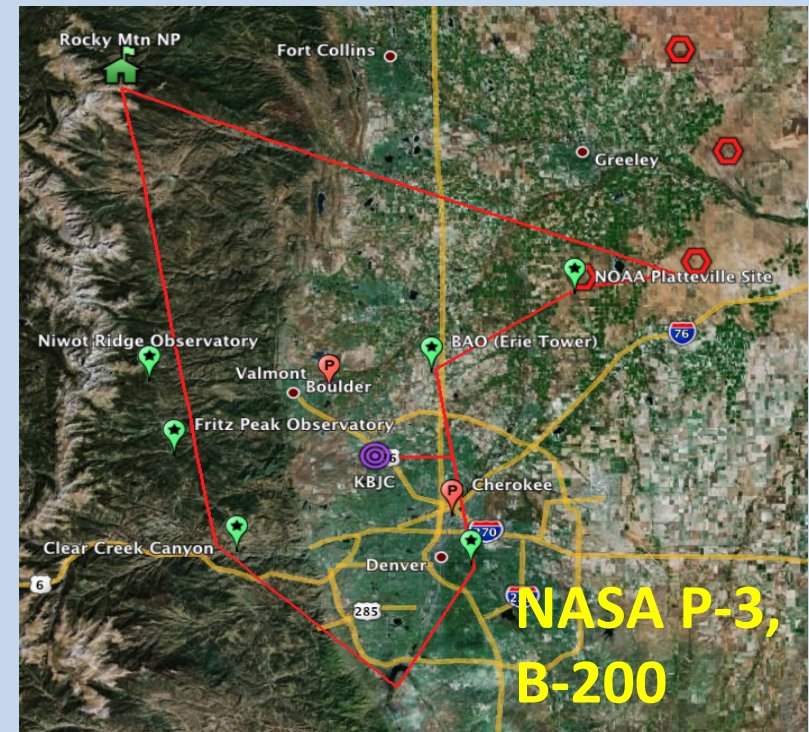 Rocky Mtn NP
Fort Collins
Greeley
NOAA Platteville Site
76
Niwot Ridge Observatory
BAO (Erie Tower)
Valmont
P
Boulder
Fritz Peak Observatory
KBJC
P
Cherokee
270
Clear Creek Canyon
Denver
6
285
NASA P-3,
B-200